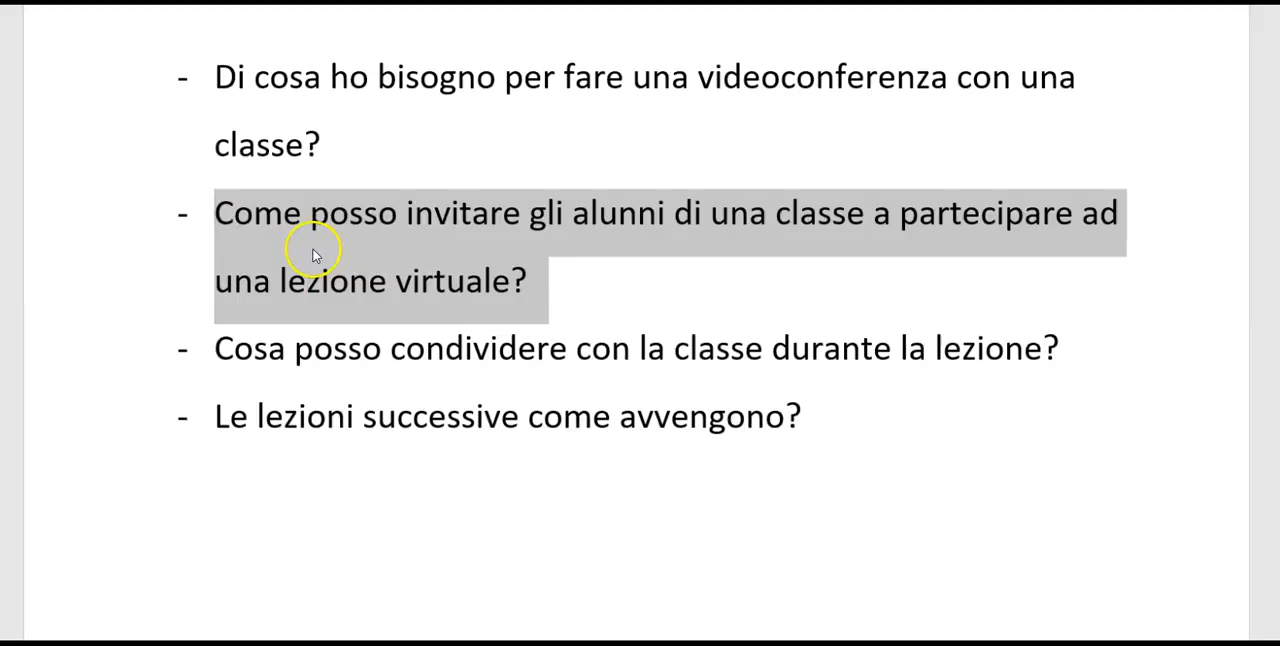 - Di cosa ho bisogno per fare una videoconferenza con una
classe?
- Come posso invitare gli alunni di una classe a partecipare ad
una lezione virtuale?
- Cosa posso condividere con la classe durante la lezione?
- Le lezioni successive come avvengono?